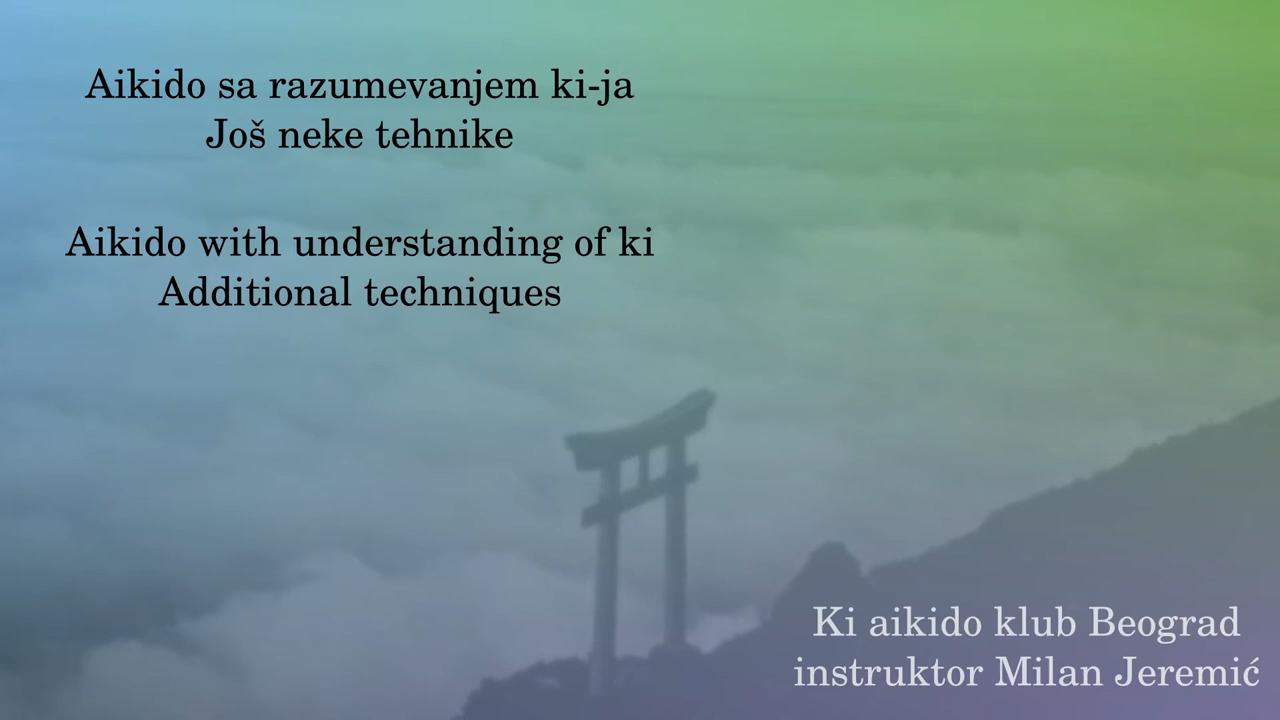 Aikido sa razumevanjem ki-ja
Još neke tehnike
Aikido with understanding of ki
Additional techniques
Ki aikido klub Beograd
instruktor Milan Jeremić